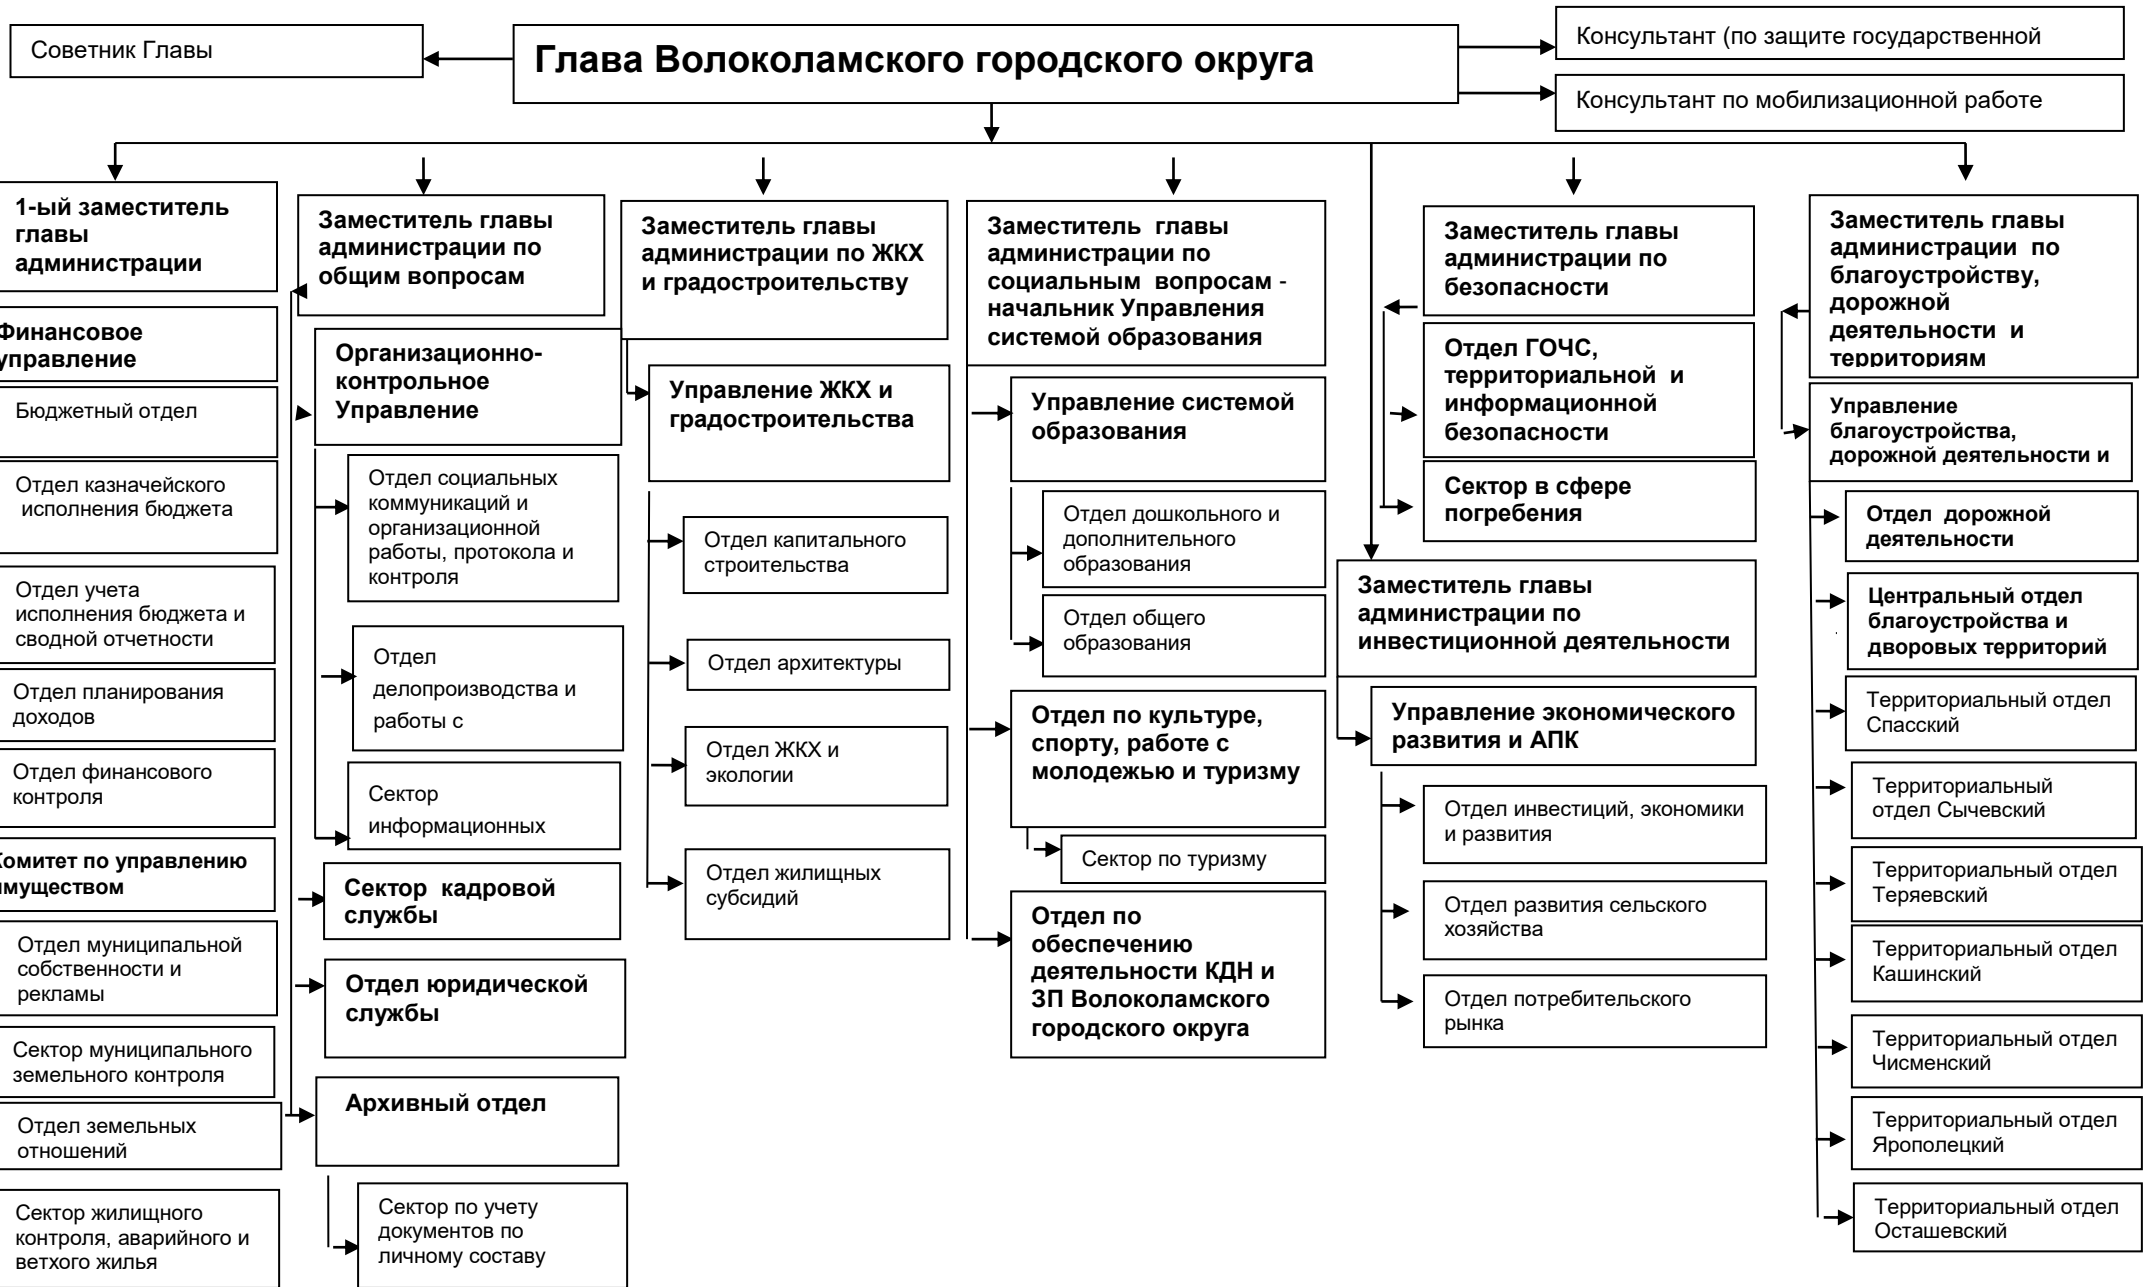 Советник Главы
Глава Волоколамского городского округа
Консультант (по защите государственной
Консультант по мобилизационной работе
1-ый заместитель
главы
администрации
Финансовое
управление
Бюджетный отдел
Отдел казначейского
исполнения бюджета
Отдел учета
исполнения бюджета и
сводной отчетности
Отдел планирования
доходов
Отдел финансового
контроля
Комитет по управлению
имуществом
Отдел муниципальной
собственности и
рекламы
Сектор муниципального
земельного контроля
Отдел земельных
отношений
Сектор жилищного
контроля, аварийного и
ветхого жилья
Заместитель главы
администрации по
общим вопросам
Организационно-
контрольное
Управление
Отдел социальных
коммуникаций и
организационной
работы, протокола и
контроля
Отдел
делопроизводства и
работы с
Сектор
информационных
Сектор кадровой
службы
Отдел юридической
службы
Архивный отдел
Сектор по учету
документов по
личному составу
Заместитель главы
администрации по ЖКХ
и градостроительству
Управление ЖКХ и
градостроительства
Отдел капитального
строительства
Отдел архитектуры
Отдел ЖКХ и
экологии
Отдел жилищных
субсидий
Заместитель главы
администрации по
социальным вопросам -
начальник Управления
системой образования
Управление системой
образования
Отдел дошкольного и
дополнительного
образования
Отдел общего
образования
Отдел по культуре,
спорту, работе с
молодежью и туризму
Сектор по туризму
Отдел по
обеспечению
деятельности КДН и
ЗП Волоколамского
городского округа
Заместитель главы
администрации по
безопасности
Отдел ГОЧС,
территориальной и
информационной
безопасности
Сектор в сфере
погребения
Заместитель главы
администрации по
инвестиционной деятельности
Управление экономического
развития и АПК
Отдел инвестиций, экономики
и развития
Отдел развития сельского
хозяйства
Отдел потребительского
рынка
Заместитель главы
администрации по
благоустройству,
дорожной
деятельности и
территориям
Управление
благоустройства,
дорожной деятельности и
Отдел дорожной
деятельности
Центральный отдел
благоустройства и
дворовых территорий
Территориальный отдел
Спасский
Территориальный
отдел Сычевский
Территориальный отдел
Теряевский
Территориальный отдел
Кашинский
Территориальный отдел
Чисменский
Территориальный отдел
Ярополецкий
Территориальный отдел
Осташевский